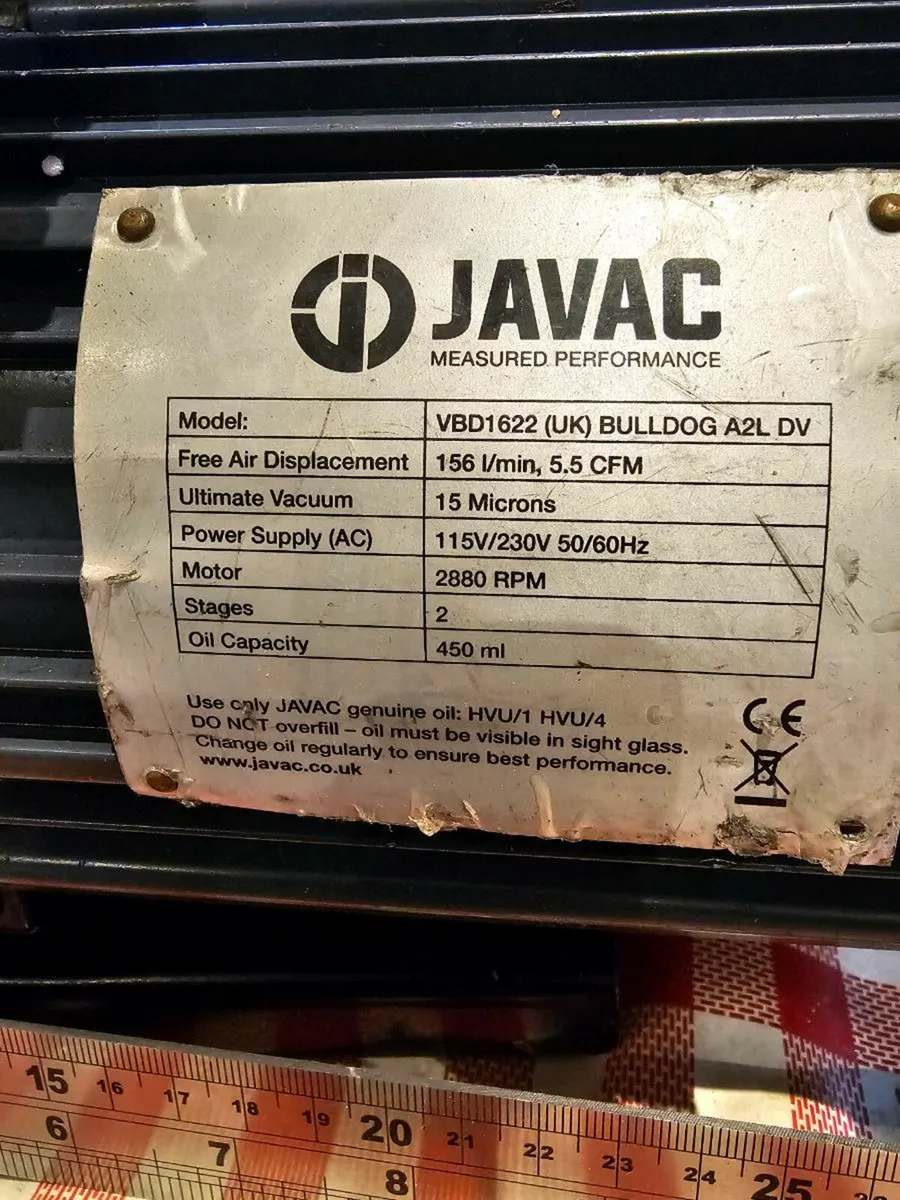 JAVAC
MEASURED PERFORMANCE
Model: VBD1622 (UK) BULLDOG A2L DV
Free Air Displacement 156 l/min, 5.5 CFM
Ultimate Vacuum 15 Microns
Power Supply (AC) 115V/230V 50/60Hz
Motor 2880 RPM
Stages 2
Oil Capacity 450 ml
Use only JAVAC genuine oil: HVU/1 HVU/4
DO NOT overfill – oil must be visible in sight glass.
Change oil regularly to ensure best performance.
www.javac.co.uk
CE
15 16 17 18 19 20 21 22 23 24 25
6 7 8